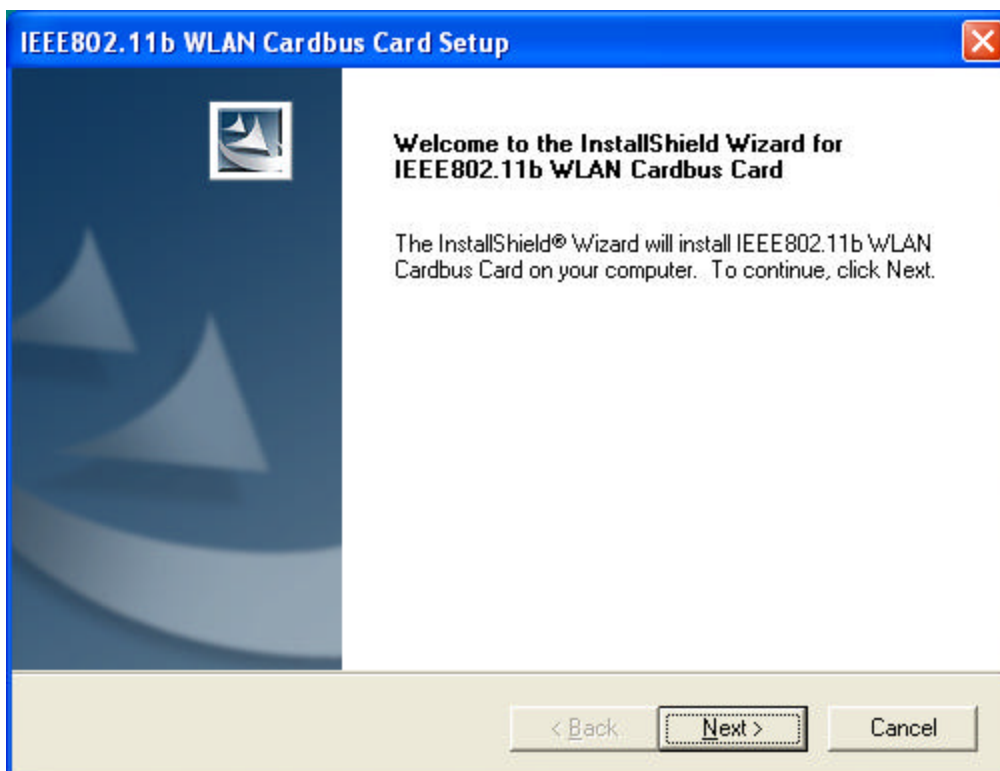 IEEE802.11b WLAN Cardbus Card Setup
Welcome to the InstallShield Wizard for
IEEE802.11b WLAN Cardbus Card
The InstallShield® Wizard will install IEEE802.11b WLAN
Cardbus Card on your computer.  To continue, click Next.
< Back
Next >
Cancel